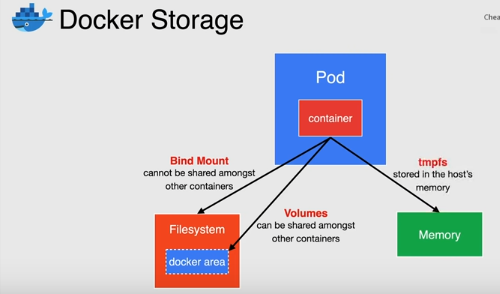 Docker Storage
Chea
Pod
container
Bind Mount
cannot be shared amongst
other containers
tmpfs
stored in the host's
memory
Volumes
can be shared amongst
other containers
Filesystem
docker area
Memory